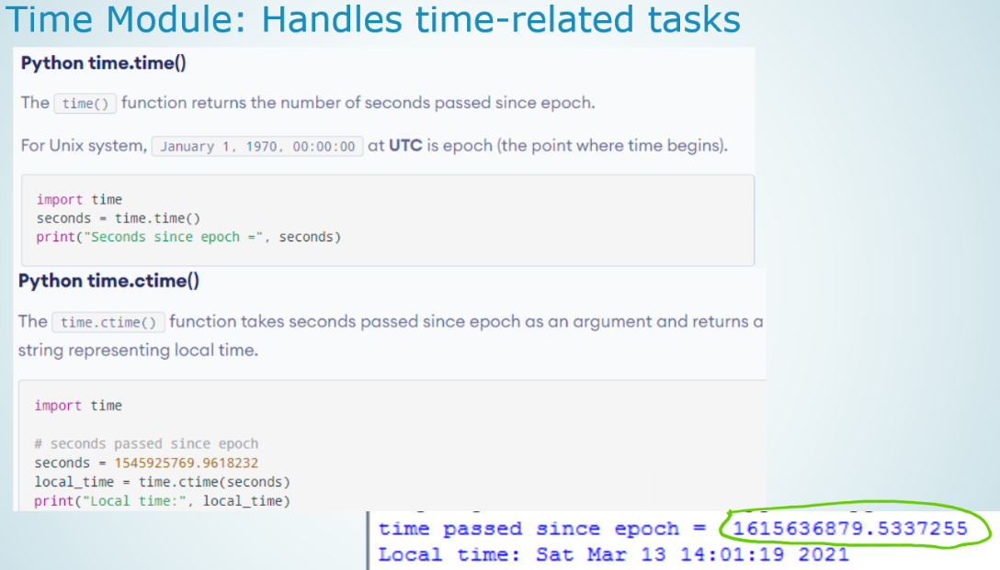 Time Module: Handles time-related tasks
Python time.time()
The time() function returns the number of seconds passed since epoch.
For Unix system, January 1, 1970, 00:00:00 at UTC is epoch (the point where time begins).
import time
seconds = time.time()
print("Seconds since epoch =", seconds)
Python time.ctime()
The time.ctime() function takes seconds passed since epoch as an argument and returns a
string representing local time.
import time
# seconds passed since epoch
seconds = 1545925769.9618232
local_time = time.ctime(seconds)
print("Local time:", local_time)
time passed since epoch = 1615636879.5337255
Local time: Sat Mar 13 14:01:19 2021